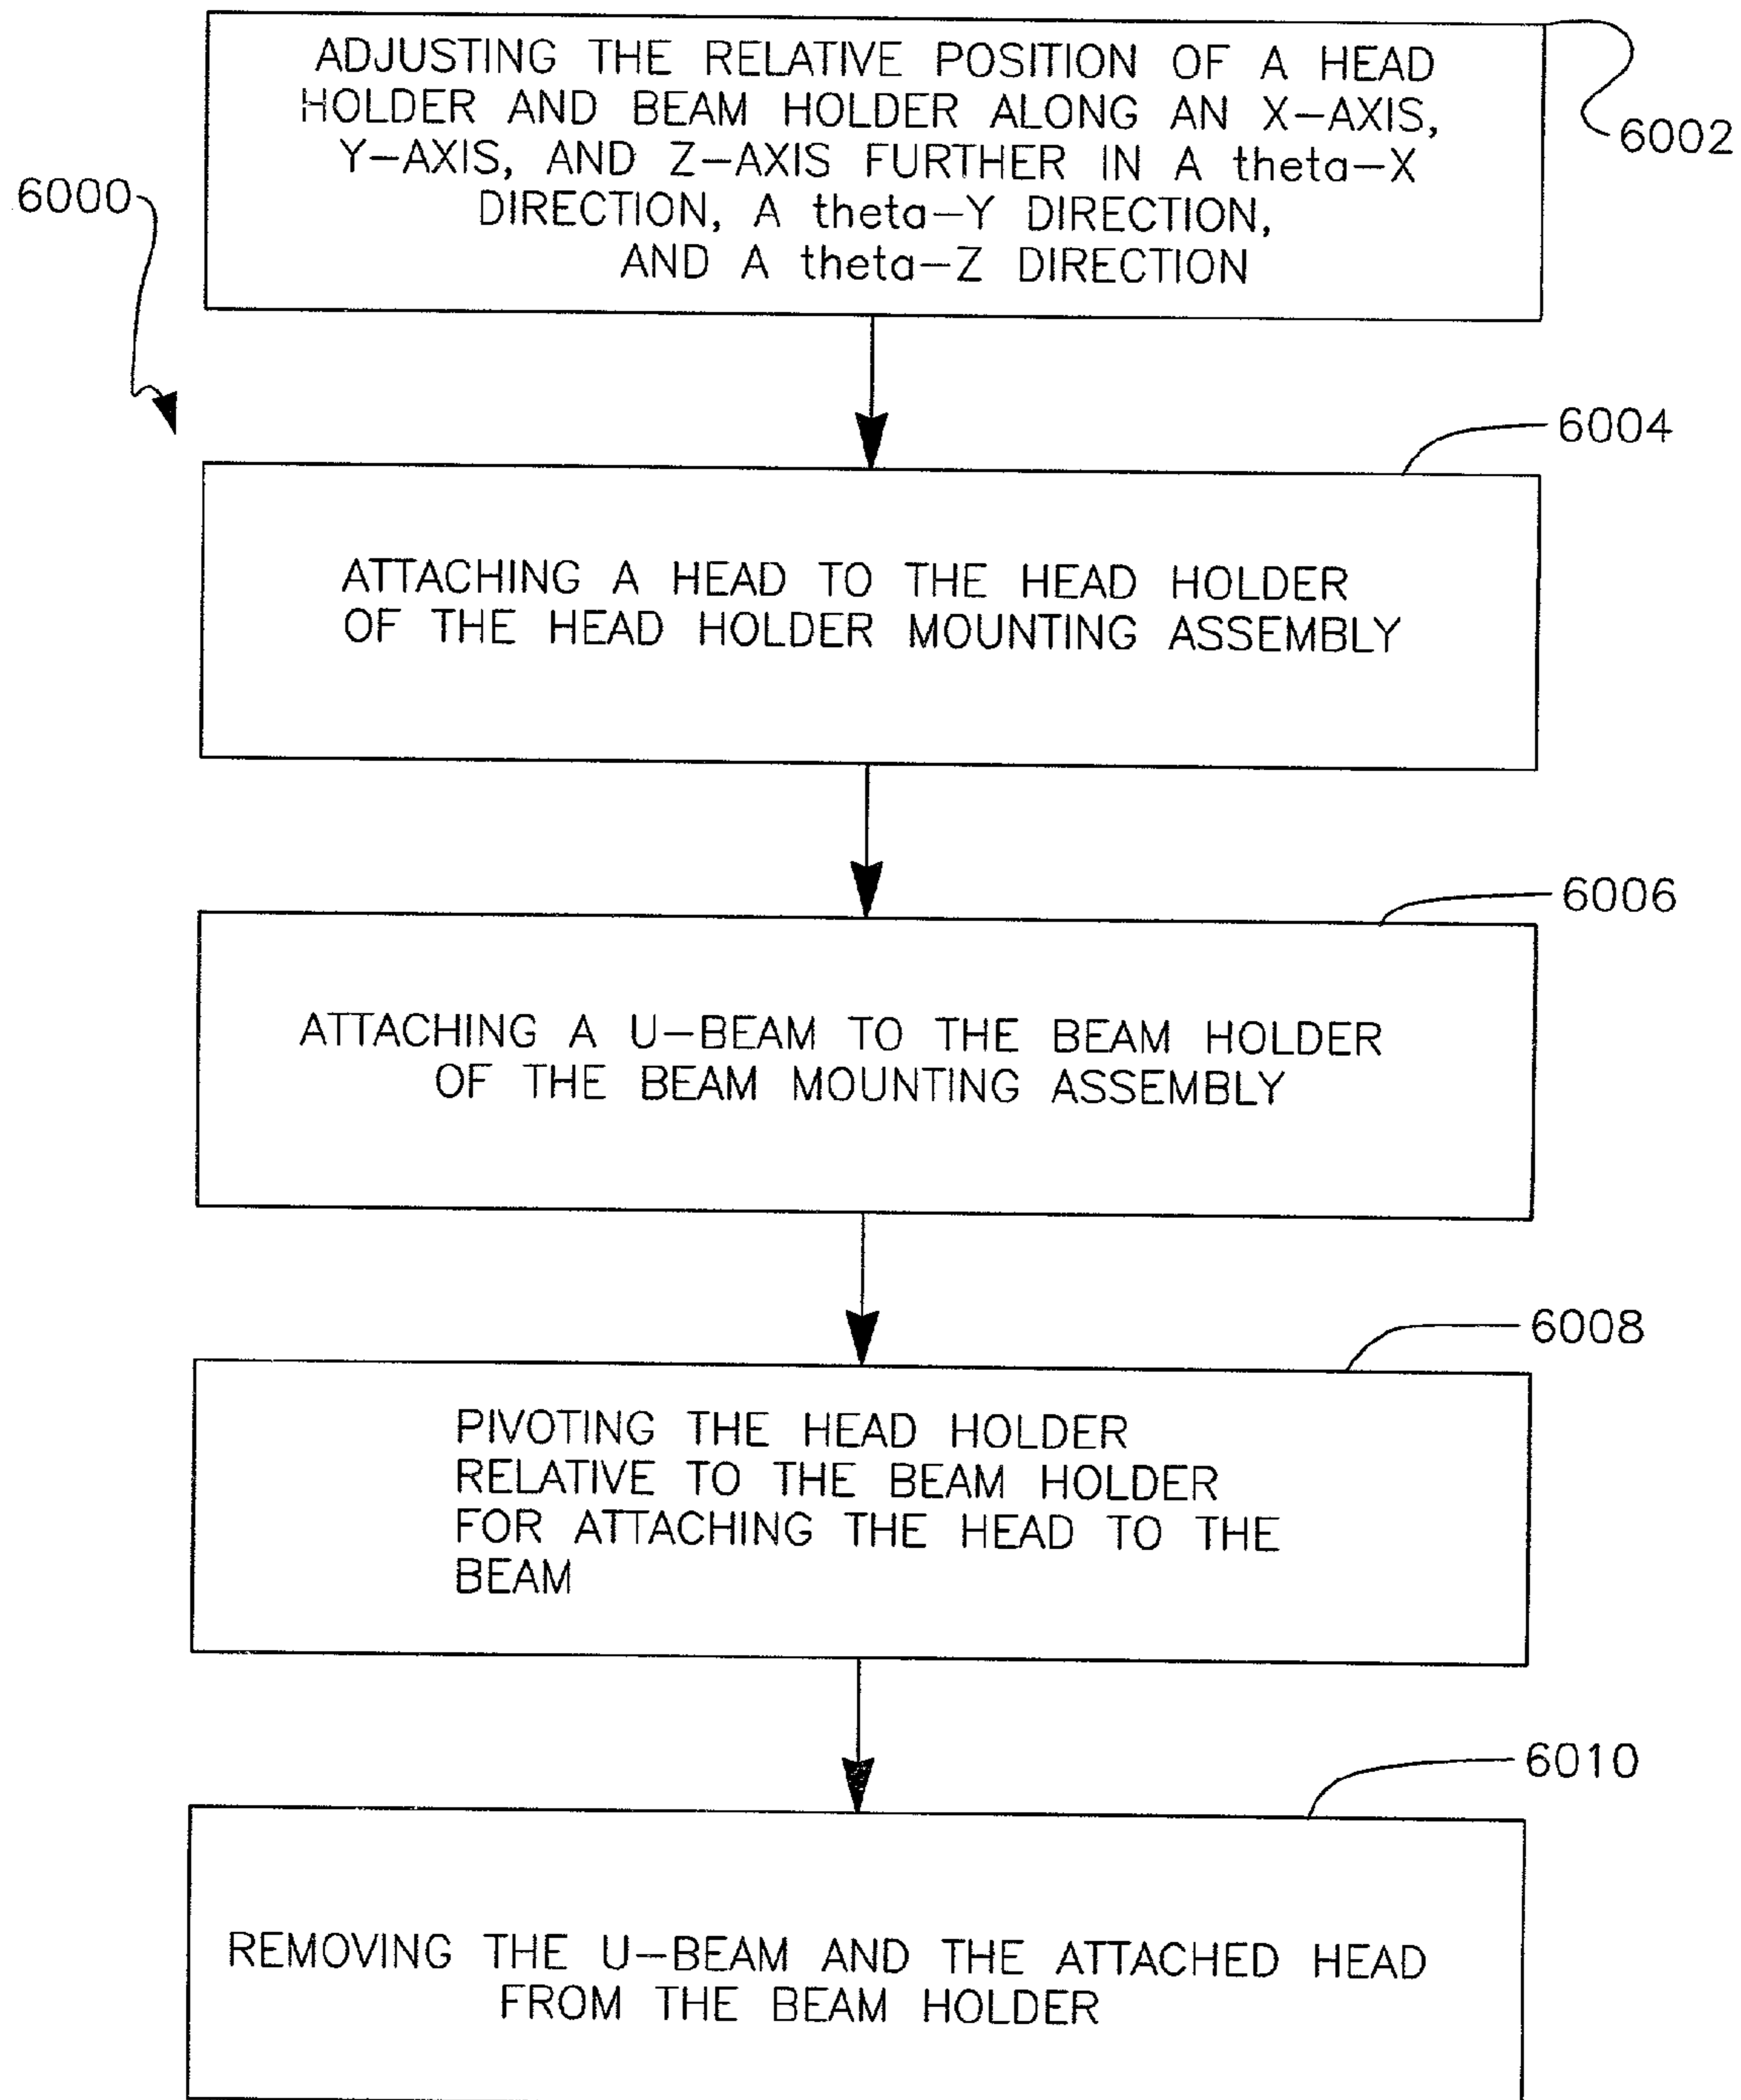 ADJUSTING THE RELATIVE POSITION OF A HEAD
HOLDER AND BEAM HOLDER ALONG AN X-AXIS,
Y-AXIS, AND Z-AXIS FURTHER IN A theta-X
DIRECTION, A theta-Y DIRECTION,
AND A theta-Z DIRECTION
6002
6000
6004
ATTACHING A HEAD TO THE HEAD HOLDER
OF THE HEAD HOLDER MOUNTING ASSEMBLY
6006
ATTACHING A U-BEAM TO THE BEAM HOLDER
OF THE BEAM MOUNTING ASSEMBLY
6008
PIVOTING THE HEAD HOLDER
RELATIVE TO THE BEAM HOLDER
FOR ATTACHING THE HEAD TO THE
BEAM
6010
REMOVING THE U-BEAM AND THE ATTACHED HEAD
FROM THE BEAM HOLDER